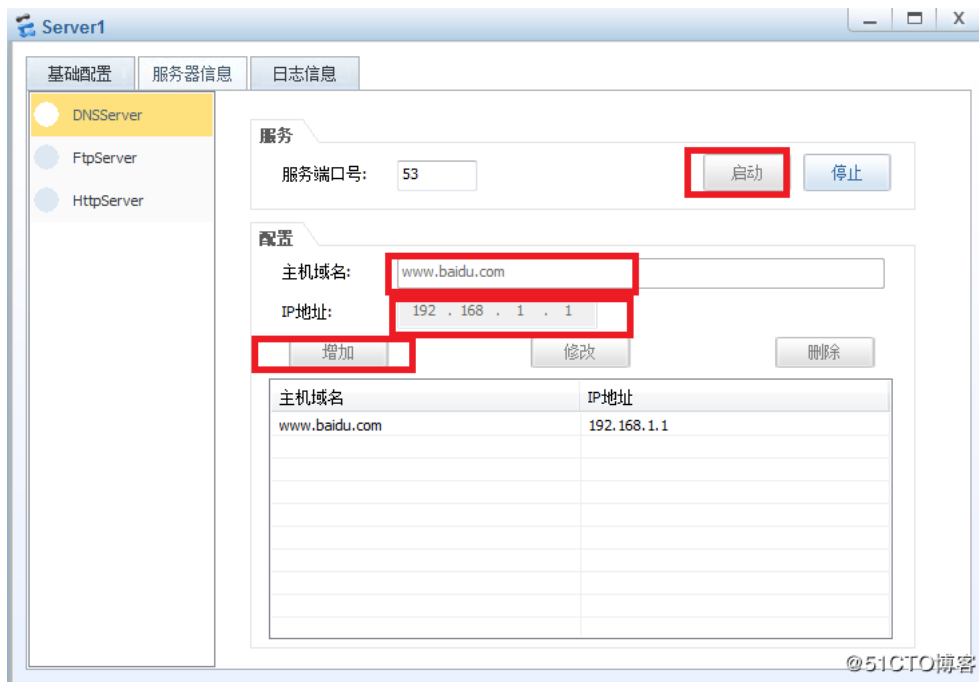 Server1
基础配置 服务器信息 日志信息
DNSServer
FtpServer
HttpServer
服务
服务端口号: 53 启动 停止
配置
主机域名: www.baidu.com
IP地址: 192 . 168 . 1 . 1
增加 修改 删除
主机域名 IP地址
www.baidu.com 192.168.1.1
@51CTO博客